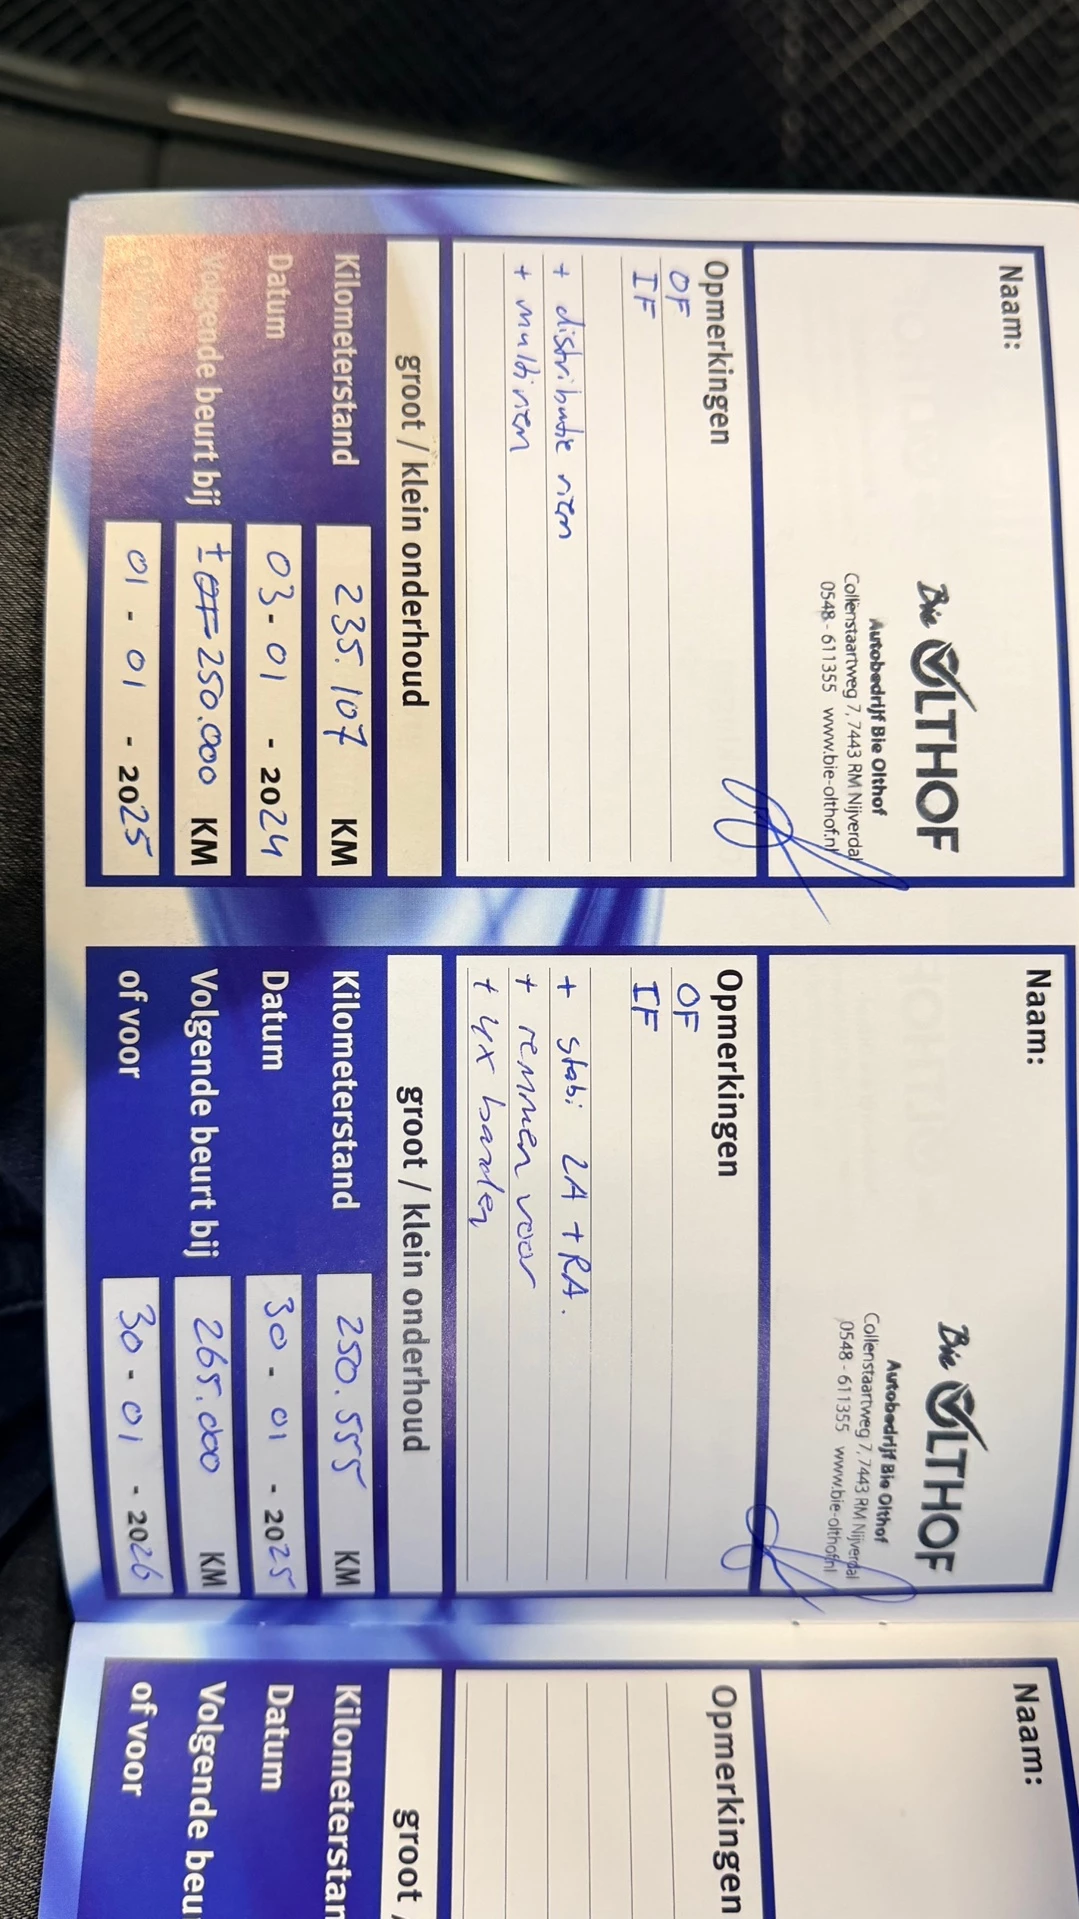 Naam:
Bie OLTHOF
Autobedrijf Bie Olthof
Collenstaartweg 7, 7443 RM Nijverdal
0548 - 611355 www.bie-olthof.nl
Opmerkingen
OF
IF
+ distributie riem
+ multiriem
groot / klein onderhoud
Kilometerstand 235.107 KM
Datum 03 - 01 - 2024
Volgende beurt bij ± 250.000 KM
of voor 01 - 01 - 2025
Naam:
Bie OLTHOF
Autobedrijf Bie Olthof
Collenstaartweg 7, 7443 RM Nijverdal
0548 - 611355 www.bie-olthof.nl
Opmerkingen
OF
IF
+ stabi LA + RA.
+ remmen voor
+ 4x banden
groot / klein onderhoud
Kilometerstand 250.555 KM
Datum 30 - 01 - 2025
Volgende beurt bij 265.000 KM
of voor 30 - 01 - 2026
Naam:
Opmerkingen
groot /
Kilometerstan
Datum
Volgende beu
of voor